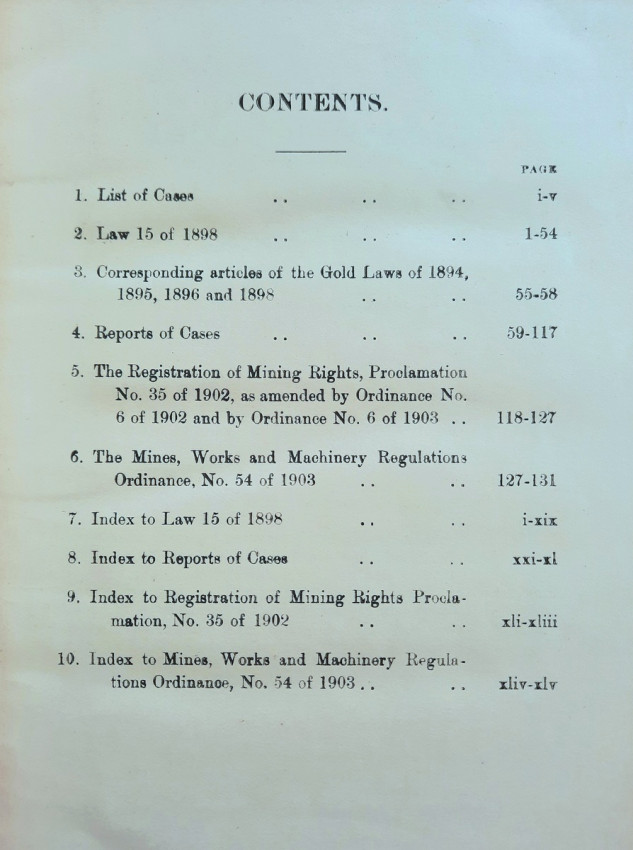 CONTENTS.
PAGE
1. List of Cases .. .. .. i-v
2. Law 15 of 1898 .. .. .. 1-54
3. Corresponding articles of the Gold Laws of 1894,
1895, 1896 and 1898 .. .. 55-58
4. Reports of Cases .. .. .. 59-117
5. The Registration of Mining Rights, Proclamation
No. 35 of 1902, as amended by Ordinance No.
6 of 1902 and by Ordinance No. 6 of 1903 .. 118-127
6. The Mines, Works and Machinery Regulations
Ordinance, No. 54 of 1903 .. .. 127-131
7. Index to Law 15 of 1898 .. .. i-xix
8. Index to Reports of Cases .. .. xxi-xl
9. Index to Registration of Mining Rights Procla-
mation, No. 35 of 1902 .. .. xli-xliii
10. Index to Mines, Works and Machinery Regula-
tions Ordinance, No. 54 of 1903 .. .. xliv-xlv